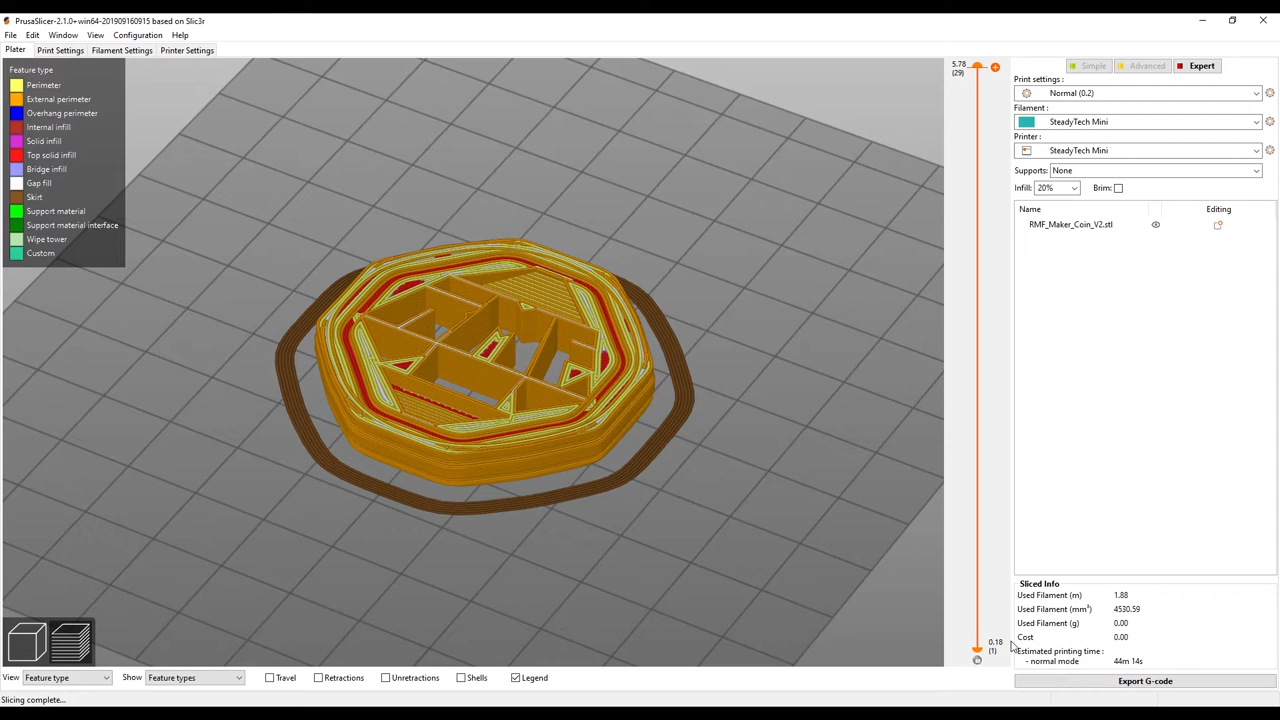 PrusaSlicer-2.1.0+win64-201909160915 based on Slic3r
File Edit Window View Configuration Help
Plater Print Settings Filament Settings Printer Settings
Feature type
Perimeter
External perimeter
Overhang perimeter
Internal infill
Solid infill
Top solid infill
Bridge infill
Gap fill
Skirt
Support material
Support material interface
Wipe tower
Custom
5.78
(29)
0.18
(1)
Simple Advanced Expert
Print settings :
Normal (0.2)
Filament :
SteadyTech Mini
Printer :
SteadyTech Mini
Supports: None
Infill: 20% Brim:
Name Editing
RMF_Maker_Coin_V2.stl
Sliced Info
Used Filament (m) 1.88
Used Filament (mm³) 4530.59
Used Filament (g) 0.00
Cost 0.00
Estimated printing time :
- normal mode 44m 14s
Export G-code
View Feature type Show Feature types Travel Retractions Unretractions Shells Legend
Slicing complete...